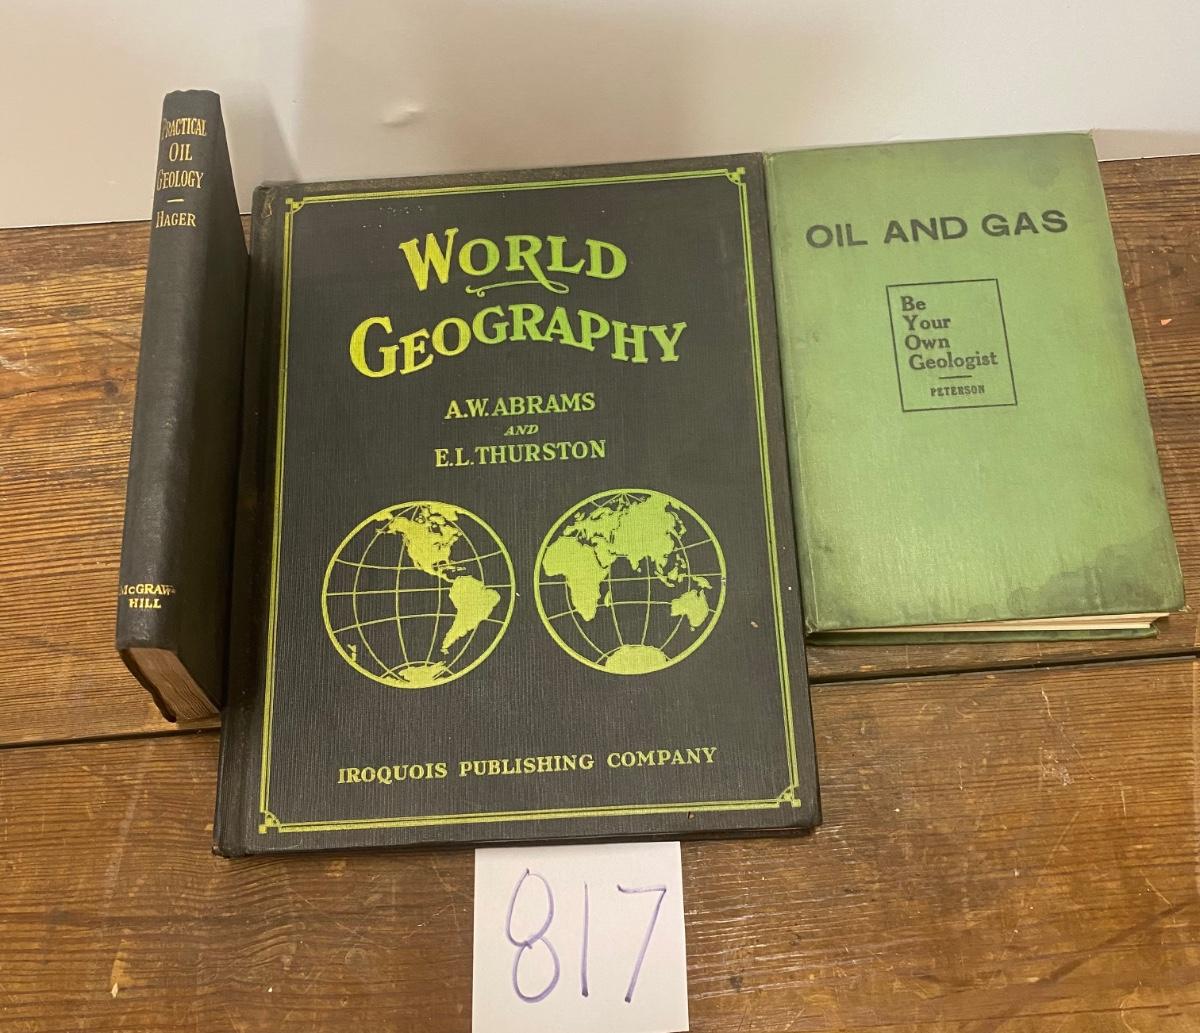 PRACTICAL
OIL
GEOLOGY
HAGER
McGRAW-
HILL
WORLD
GEOGRAPHY
A.W. ABRAMS
AND
E.L. THURSTON
IROQUOIS PUBLISHING COMPANY
OIL AND GAS
Be
Your
Own
Geologist
PETERSON
817